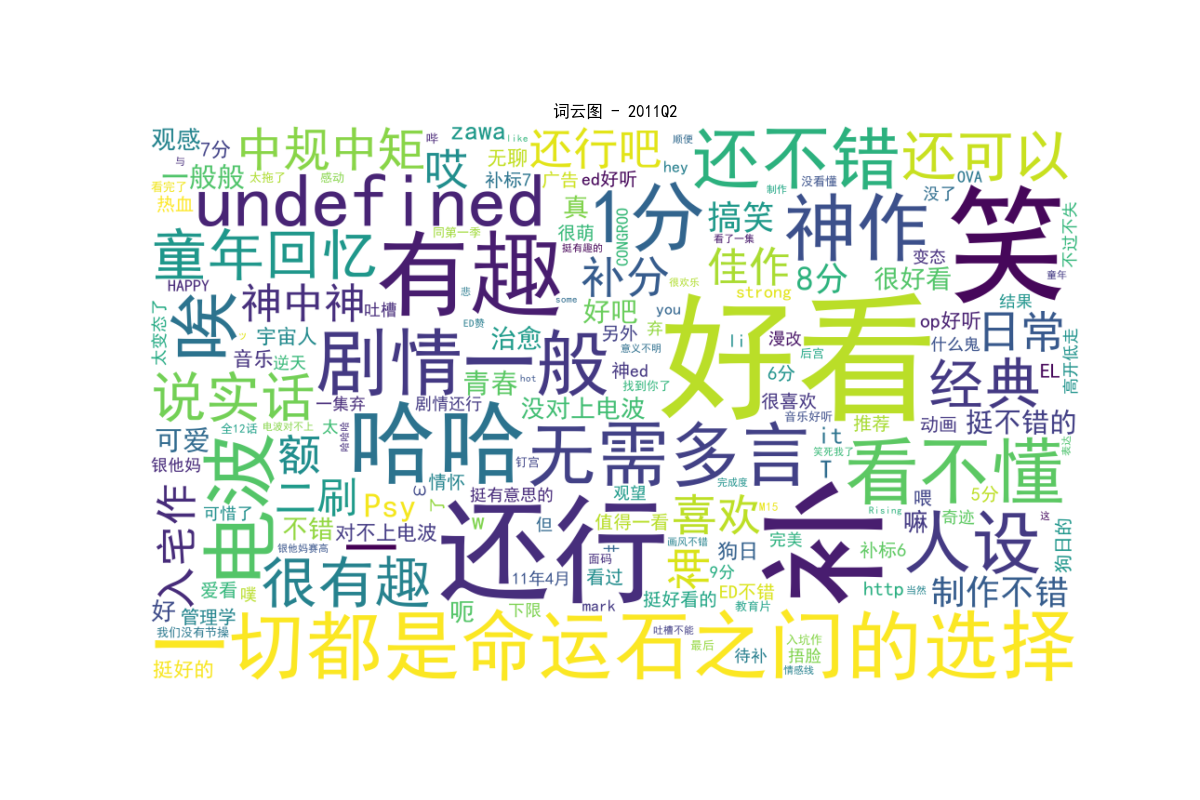 词云图 - 2011Q2
观感
7分
中规中矩
哎
zawa
like
还行吧
还不错
还可以
哔
顺便
与
一般般
太拖了
感动
无聊
补标7
广告
ed好听
hey
没看懂
OVA
没了
看完了
热血
undefined
真
1分
制作
神作
笑
不过不失
同第一季
很萌
挺有趣的
CONGROO
搞笑
看了一集
变态
童年
童年回忆
有趣
补分
佳作
8分
很好看
HAPPY
神中神
吐槽
悲
some
很欢乐
strong
结果
太变态了
唉
ッ
宇宙人
ED赞
好吧
you
好看
op好听
日常
高开低走
音乐
逆天
剧情一般
治愈
另外
弃
意义不明
li
漫改
后宫
什么鬼
说实话
青春
hot
神ed
找到你了
6分
经典
EL
一集弃
剧情还行
没对上电波
很喜欢
音乐好听
推荐
动画
挺不错的
全12话
电波对不上
太
哈哈
哈哈哈
无需多言
it
笑死我了
表达
可爱
额
T
看不懂
银他妈
电波
情怀
钉宫
完成度
入宅作
二刷
Psy
ω
挺有意思的
观望
M15
喂
5分
可惜了
了
喜欢
Rising
奇迹
这
不错
对不上电波
w
还行
但
值得一看
画风不错
补
嘛
人设
狗日的
银他妈赛高
一
狗日
完美
补标6
面码
神
很有趣
11年4月
看过
9分
爱看
噗
ED不错
http
当然
制作不错
好
管理学
呃
下限
mark
挺好看的
教育片
我们没有节操
一切都是命运石之门的选择
吐槽不能
入坑作
最后
待补
捂脸
挺好的
情感线